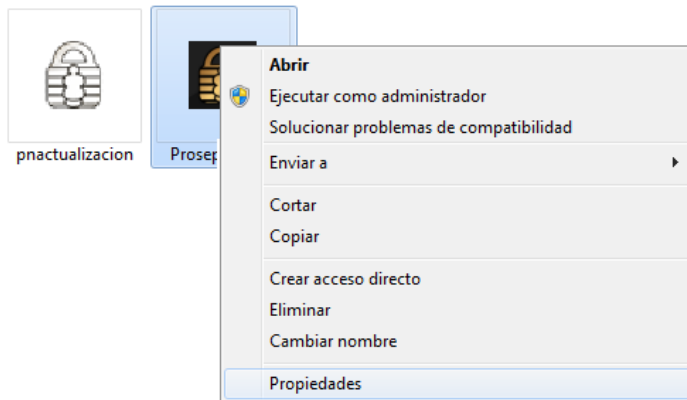 pnactualizacion
Prosep
Abrir
Ejecutar como administrador
Solucionar problemas de compatibilidad
Enviar a
Cortar
Copiar
Crear acceso directo
Eliminar
Cambiar nombre
Propiedades